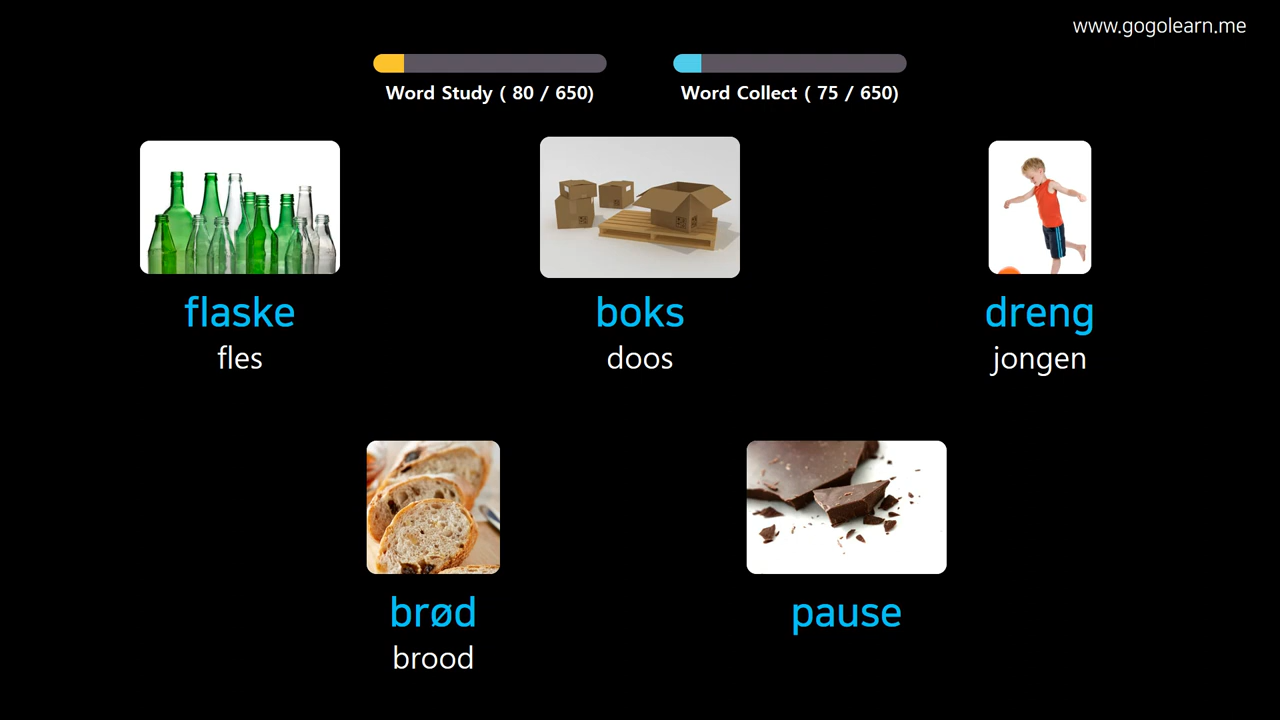 www.gogolearn.me
Word Study ( 80 / 650)
Word Collect ( 75 / 650)
flaske
fles
boks
doos
dreng
jongen
brød
brood
pause